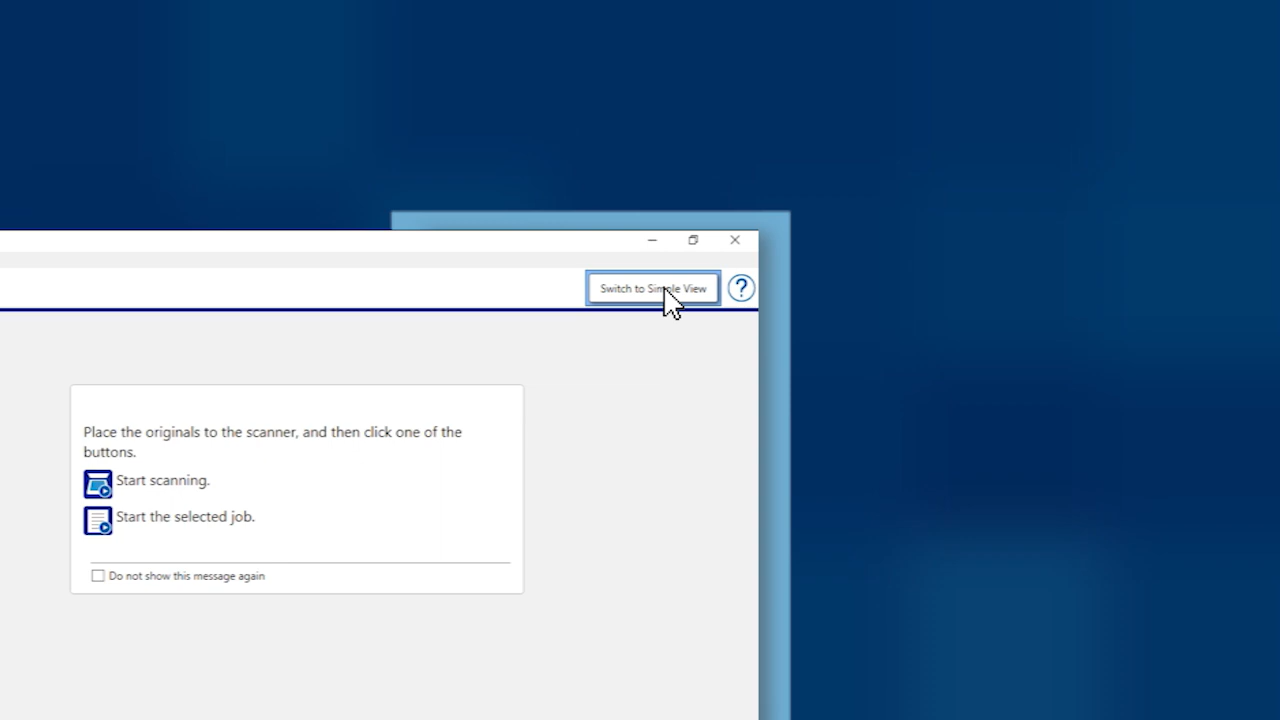 Switch to Simple View
?
Place the originals to the scanner, and then click one of the
buttons.
Start scanning.
Start the selected job.
Do not show this message again